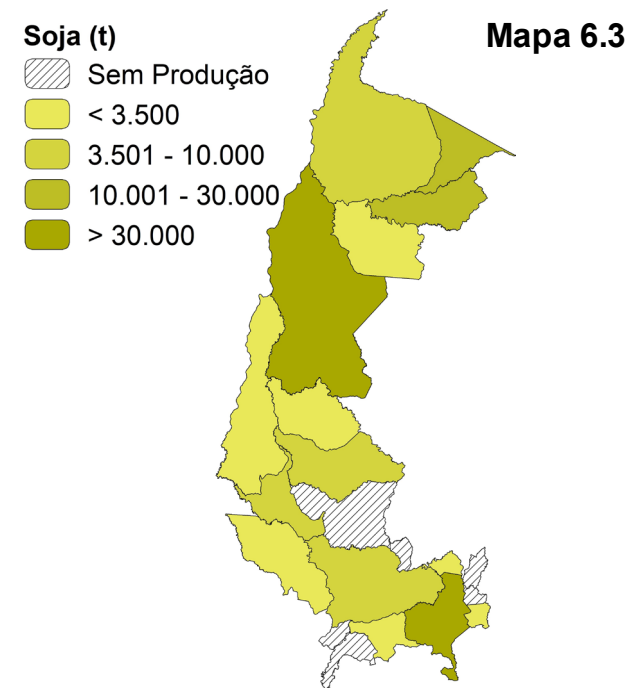 Mapa 6.3
Soja (t)
Sem Produção
< 3.500
3.501 - 10.000
10.001 - 30.000
> 30.000